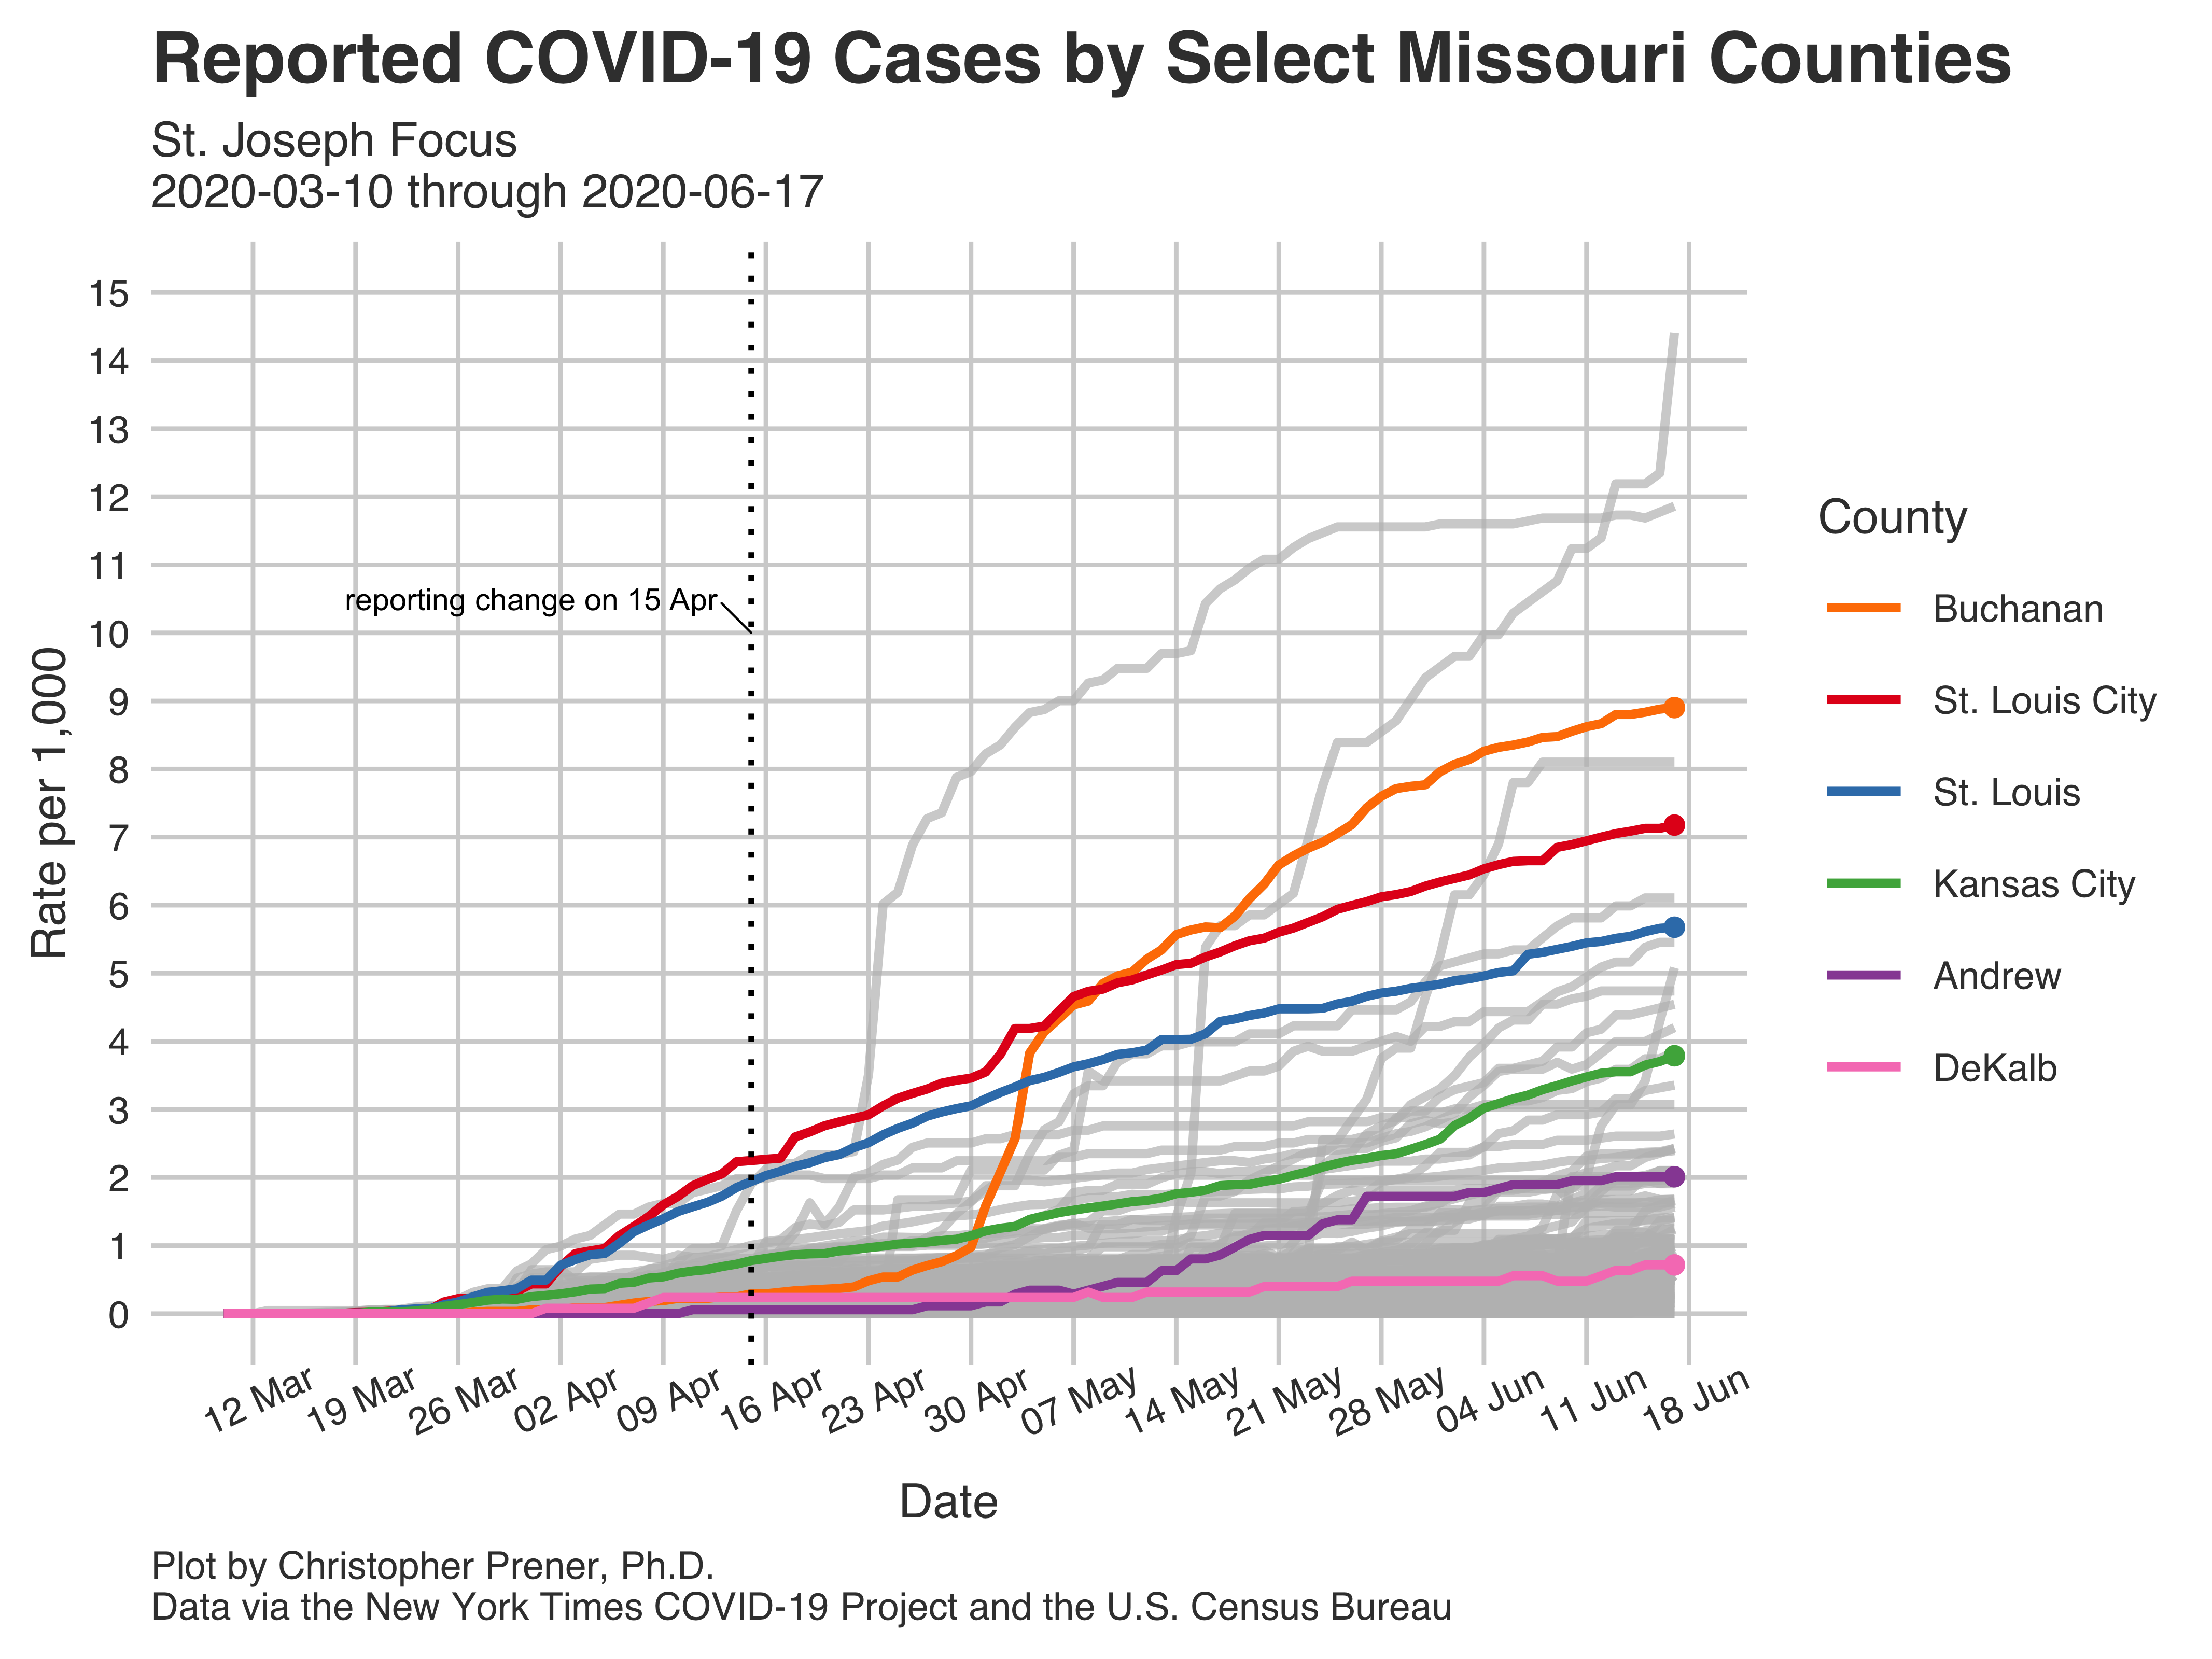 Reported COVID-19 Cases by Select Missouri Counties
St. Joseph Focus
2020-03-10 through 2020-06-17
15
14
13
12
11
10
9
8
7
6
5
4
3
2
1
0
Rate per 1,000
reporting change on 15 Apr
12 Mar
19 Mar
26 Mar
02 Apr
09 Apr
16 Apr
23 Apr
30 Apr
07 May
14 May
21 May
28 May
04 Jun
11 Jun
18 Jun
Date
County
Buchanan
St. Louis City
St. Louis
Kansas City
Andrew
DeKalb
Plot by Christopher Prener, Ph.D.
Data via the New York Times COVID-19 Project and the U.S. Census Bureau